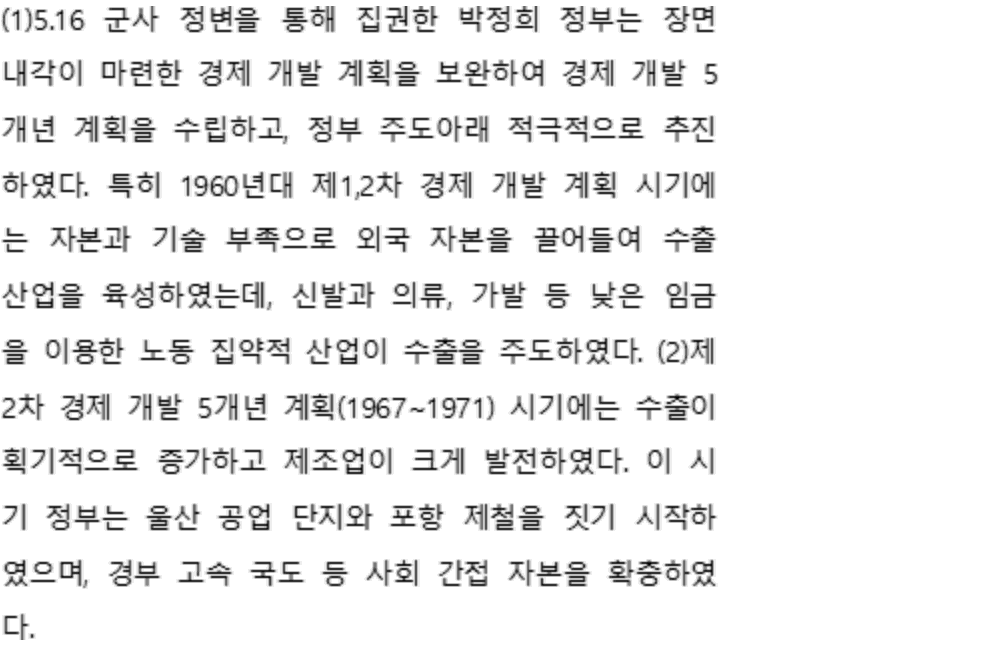 (1)5.16 군사 정변을 통해 집권한 박정희 정부는 장면
내각이 마련한 경제 개발 계획을 보완하여 경제 개발 5
개년 계획을 수립하고, 정부 주도아래 적극적으로 추진
하였다. 특히 1960년대 제1,2차 경제 개발 계획 시기에
는 자본과 기술 부족으로 외국 자본을 끌어들여 수출
산업을 육성하였는데, 신발과 의류, 가발 등 낮은 임금
을 이용한 노동 집약적 산업이 수출을 주도하였다. (2)제
2차 경제 개발 5개년 계획(1967~1971) 시기에는 수출이
획기적으로 증가하고 제조업이 크게 발전하였다. 이 시
기 정부는 울산 공업 단지와 포항 제철을 짓기 시작하
였으며, 경부 고속 국도 등 사회 간접 자본을 확충하였
다.